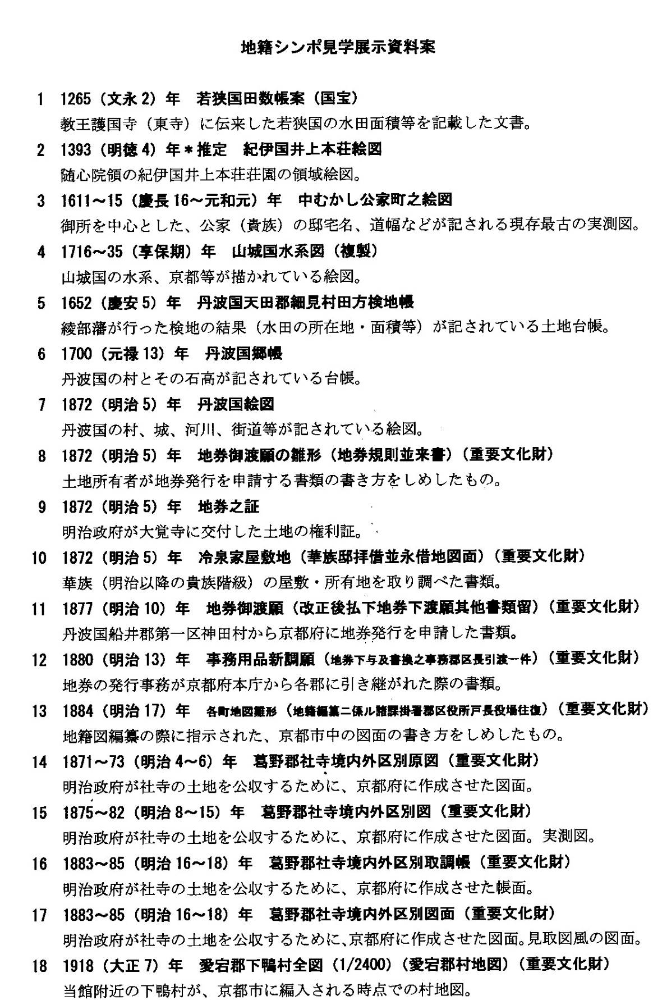 地籍シンポ見学展示資料案
1 1265（文永2）年　若狭国田数帳案（国宝）
教王護国寺（東寺）に伝来した若狭国の水田面積等を記載した文書。
2 1393（明徳4）年＊推定　紀伊国井上本荘絵図
随心院領の紀伊国井上本荘荘園の領域絵図。
3 1611～15（慶長16～元和元）年　中むかし公家町之絵図
御所を中心とした、公家（貴族）の邸宅名、道幅などが記される現存最古の実測図。
4 1716～35（享保期）年　山城国水系図（複製）
山城国の水系、京都等が描かれている絵図。
5 1652（慶安5）年　丹波国天田郡細見村田方検地帳
綾部藩が行った検地の結果（水田の所在地・面積等）が記されている土地台帳。
6 1700（元禄13）年　丹波国郷帳
丹波国の村とその石高が記されている台帳。
7 1872（明治5）年　丹波国絵図
丹波国の村、城、河川、街道等が記されている絵図。
8 1872（明治5）年　地券御渡願の雛形（地券規則並来書）（重要文化財）
土地所有者が地券発行を申請する書類の書き方をしめしたもの。
9 1872（明治5）年　地券之証
明治政府が大覚寺に交付した土地の権利証。
10 1872（明治5）年　冷泉家屋敷地（華族邸拝借並永借地図面）（重要文化財）
華族（明治以降の貴族階級）の屋敷・所有地を取り調べた書類。
11 1877（明治10）年　地券御渡願（改正後払下地券下渡願其他書類留）（重要文化財）
丹波国船井郡第一区神田村から京都府に地券発行を申請した書類。
12 1880（明治13）年　事務用品新調願（地券下与及書換之事務郡区長引渡一件）（重要文化財）
地券の発行事務が京都府本庁から各郡に引き継がれた際の書類。
13 1884（明治17）年　各町地図雛形（地籍編纂ニ係ル諸課掛署郡区役所戸長役場往復）（重要文化財）
地籍図編纂の際に指示された、京都市中の図面の書き方をしめしたもの。
14 1871～73（明治4～6）年　葛野郡社寺境内外区別原図（重要文化財）
明治政府が社寺の土地を公収するために、京都府に作成させた図面。
15 1875～82（明治8～15）年　葛野郡社寺境内外区別図（重要文化財）
明治政府が社寺の土地を公収するために、京都府に作成させた図面。実測図。
16 1883～85（明治16～18）年　葛野郡社寺境内外区別取調帳（重要文化財）
明治政府が社寺の土地を公収するために、京都府に作成させた帳面。
17 1883～85（明治16～18）年　葛野郡社寺境内外区別図面（重要文化財）
明治政府が社寺の土地を公収するために、京都府に作成させた図面。見取図風の図面。
18 1918（大正7）年　愛宕郡下鴨村全図（1/2400）（愛宕郡村地図）（重要文化財）
当館附近の下鴨村が、京都市に編入される時点での村地図。